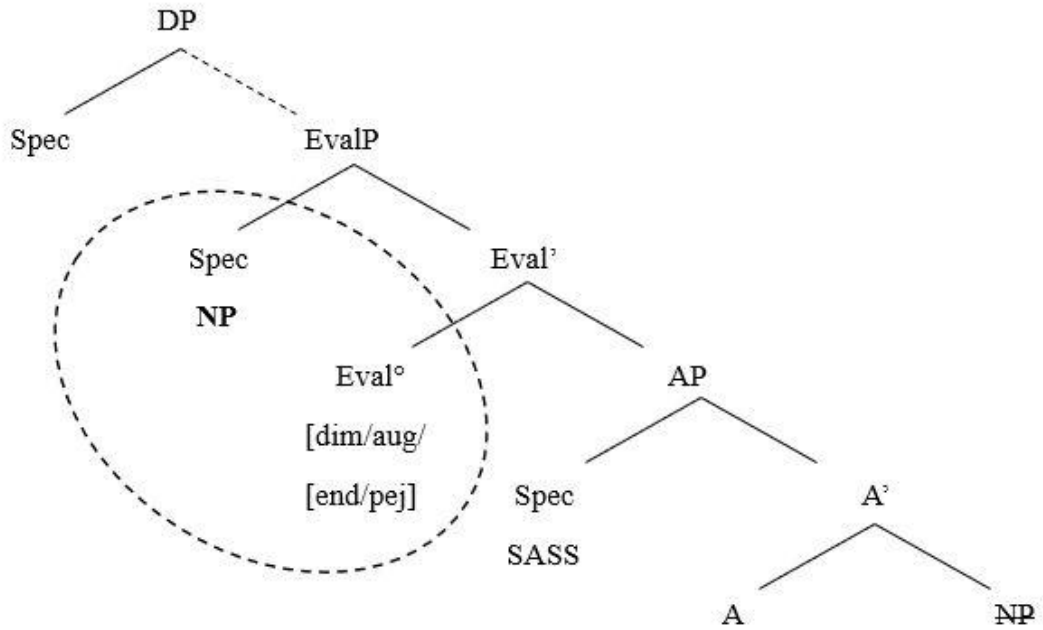 DP
Spec
EvalP
Spec
Eval’
NP
Eval°
AP
[dim/aug/
[end/pej]
Spec
A’
SASS
A
NP